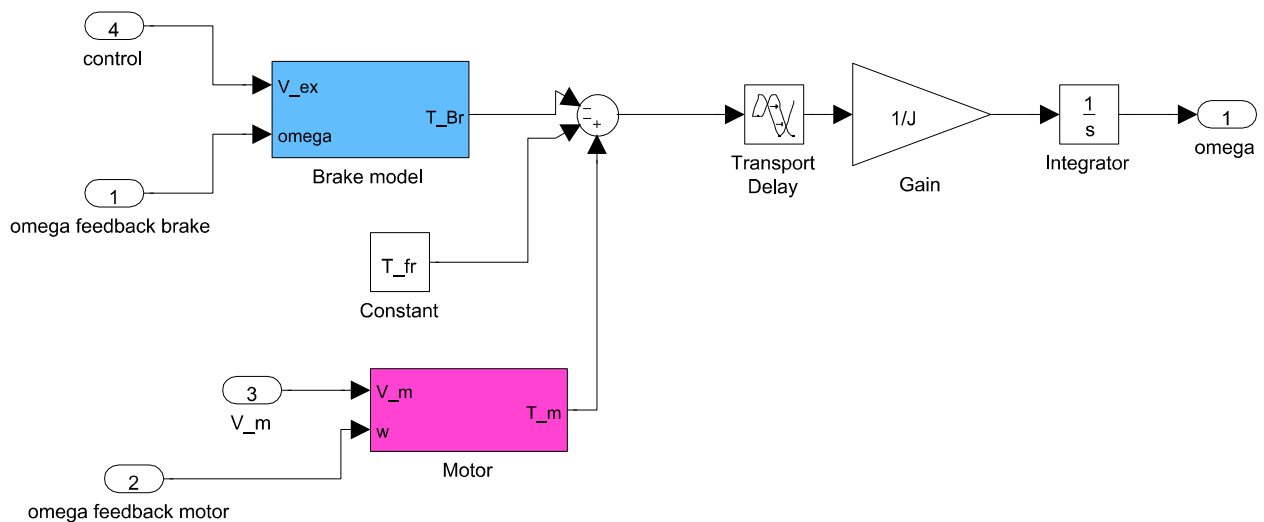 4
control
V_ex
omega
T_Br
Brake model
1
omega feedback brake
T_fr
Constant
3
V_m
V_m
w
T_m
Motor
2
omega feedback motor
−
−
+
Transport
Delay
1/J
Gain
1
s
Integrator
1
omega